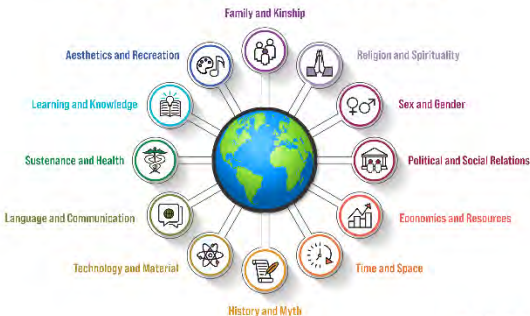 Family and Kinship
Aesthetics and Recreation
Religion and Spirituality
Learning and Knowledge
Sex and Gender
Sustenance and Health
Political and Social Relations
Language and Communication
Economics and Resources
Technology and Material
Time and Space
History and Myth